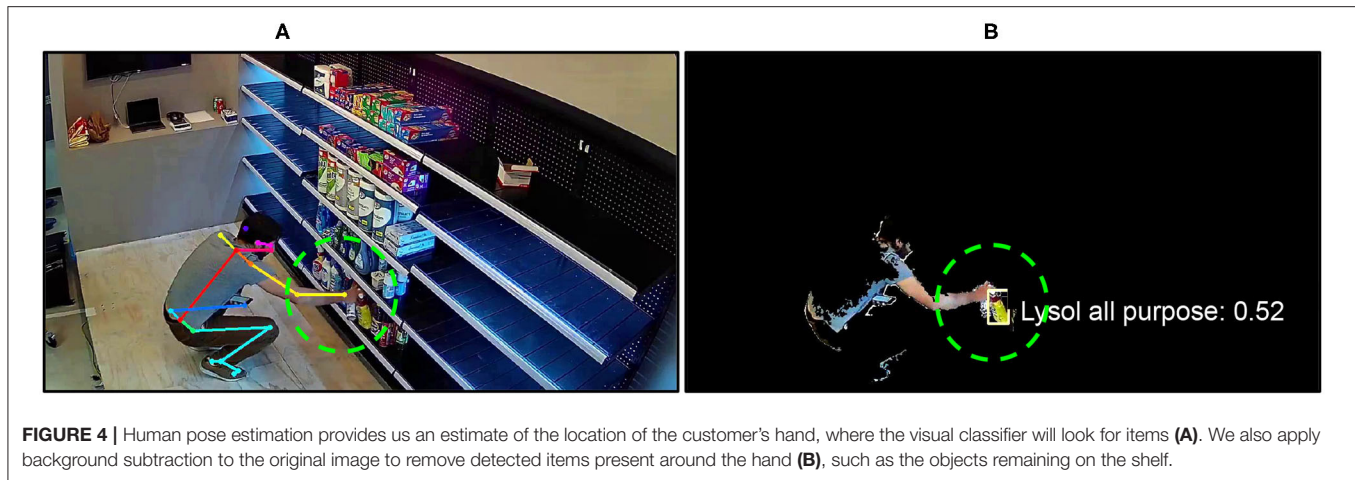 A
B
Lysol all purpose: 0.52
FIGURE 4 | Human pose estimation provides us an estimate of the location of the customer's hand, where the visual classifier will look for items (A). We also apply
background subtraction to the original image to remove detected items present around the hand (B), such as the objects remaining on the shelf.